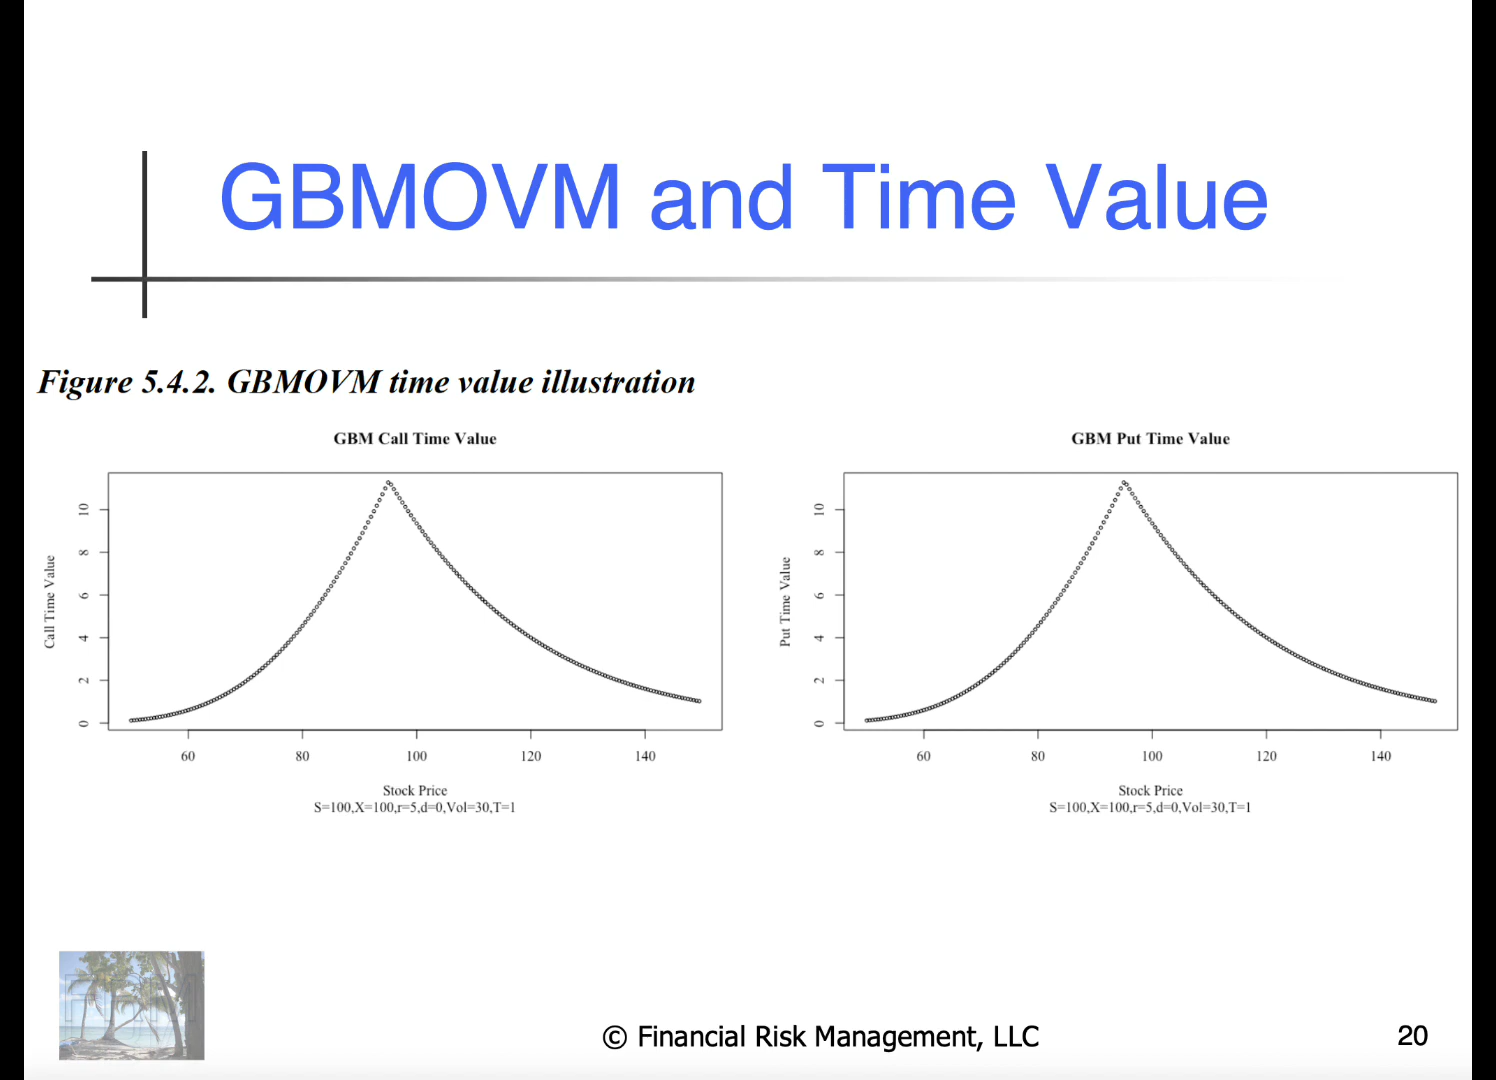 GBMOVM and Time Value
Figure 5.4.2. GBMOVM time value illustration
GBM Call Time Value
Call Time Value
10
8
6
4
2
0
60 80 100 120 140
Stock Price
S=100,X=100,r=5,d=0,Vol=30,T=1
GBM Put Time Value
Put Time Value
10
8
6
4
2
0
60 80 100 120 140
Stock Price
S=100,X=100,r=5,d=0,Vol=30,T=1
© Financial Risk Management, LLC
20